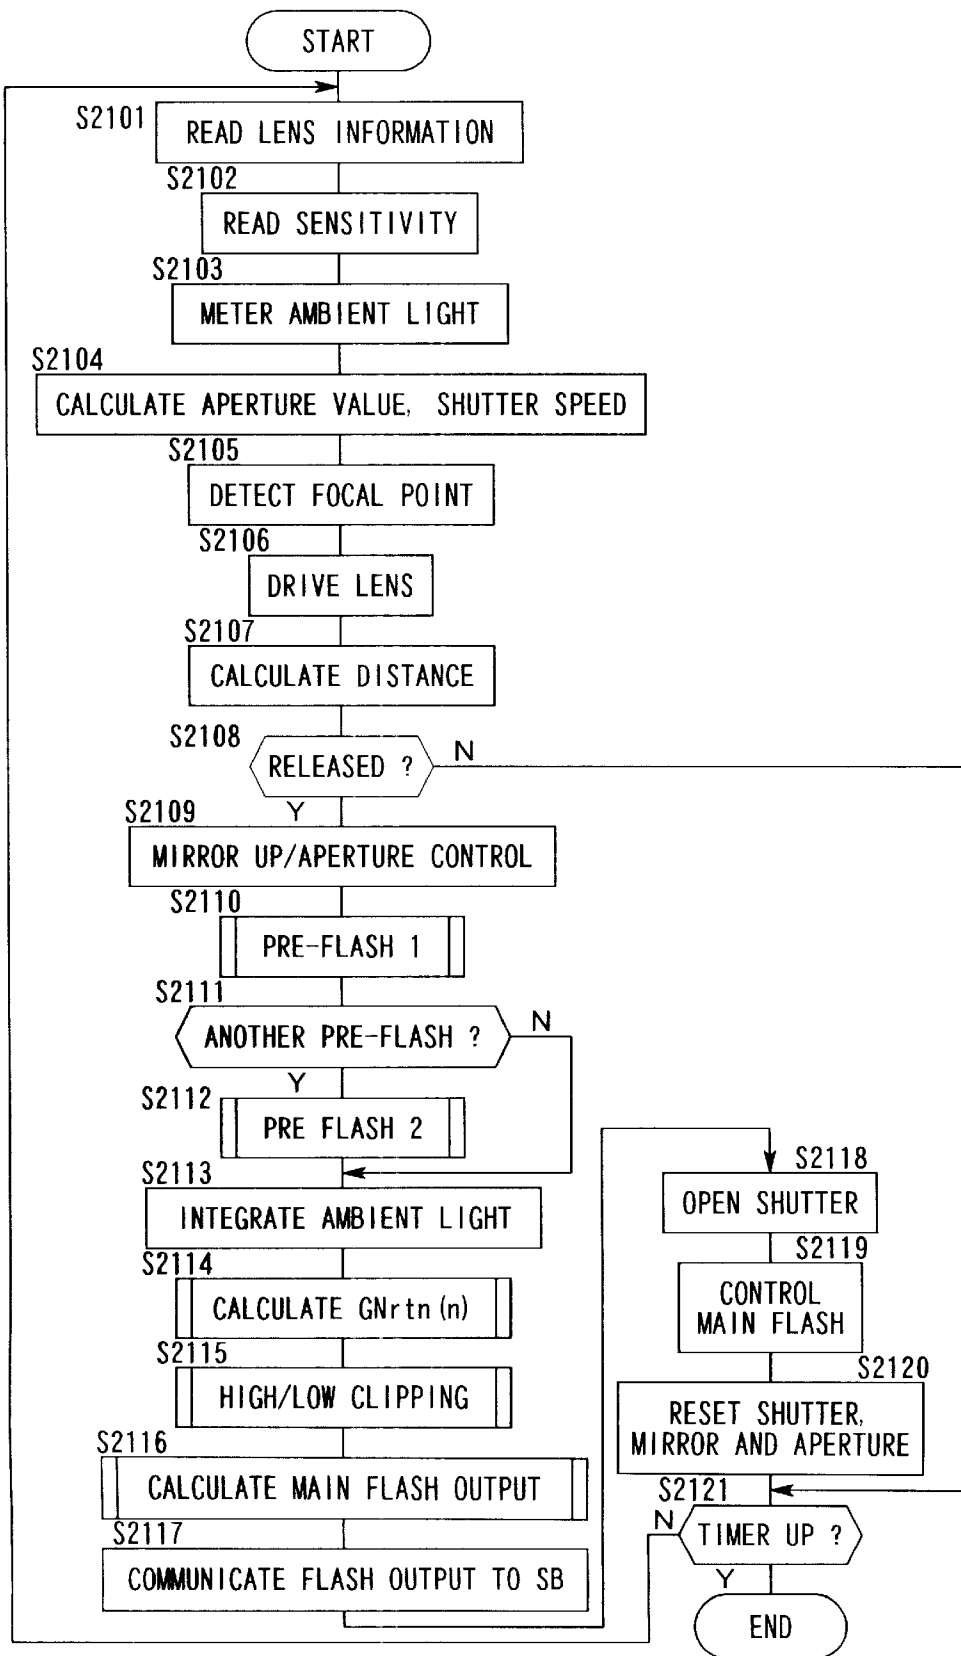 START
S2101
READ LENS INFORMATION
S2102
READ SENSITIVITY
S2103
METER AMBIENT LIGHT
S2104
CALCULATE APERTURE VALUE, SHUTTER SPEED
S2105
DETECT FOCAL POINT
S2106
DRIVE LENS
S2107
CALCULATE DISTANCE
S2108
RELEASED ?
N
Y
S2109
MIRROR UP/APERTURE CONTROL
S2110
PRE-FLASH 1
S2111
ANOTHER PRE-FLASH ?
N
Y
S2112
PRE FLASH 2
S2113
INTEGRATE AMBIENT LIGHT
S2114
CALCULATE GNrtn(n)
S2115
HIGH/LOW CLIPPING
S2116
CALCULATE MAIN FLASH OUTPUT
S2117
COMMUNICATE FLASH OUTPUT TO SB
S2118
OPEN SHUTTER
S2119
CONTROL
MAIN FLASH
S2120
RESET SHUTTER,
MIRROR AND APERTURE
S2121
N
TIMER UP ?
Y
END